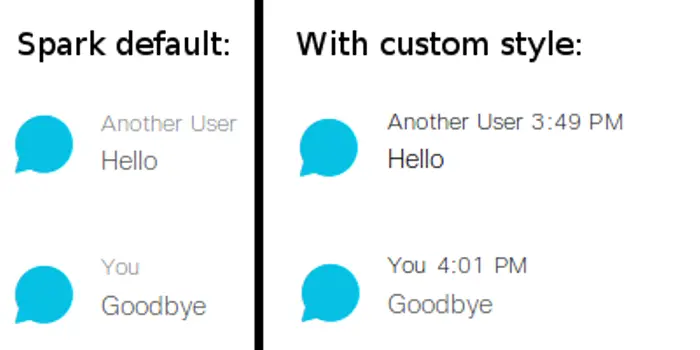 Spark default:
Another User
Hello
You
Goodbye
With custom style:
Another User 3:49 PM
Hello
You 4:01 PM
Goodbye